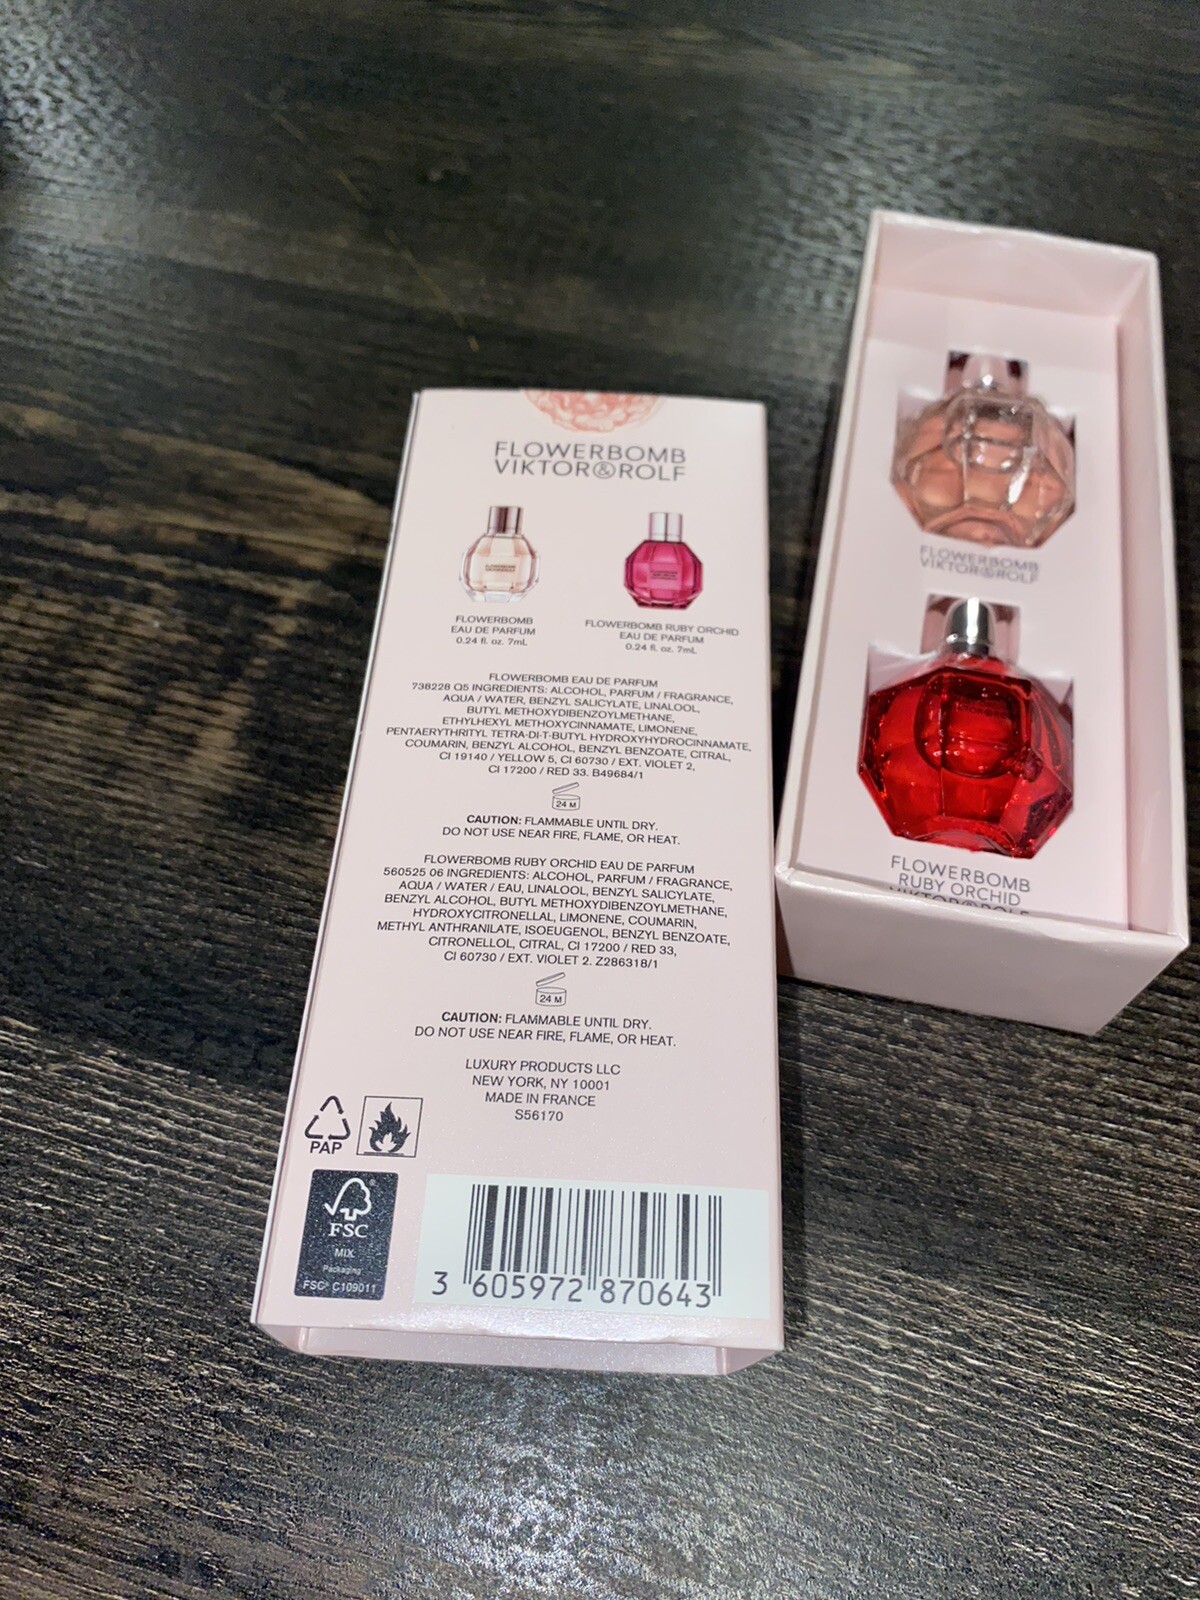 FLOWERBOMB
VIKTOR&ROLF
FLOWERBOMB
EAU DE PARFUM
0.24 fl. oz. 7mL
FLOWERBOMB RUBY ORCHID
EAU DE PARFUM
0.24 fl. oz. 7mL
FLOWERBOMB EAU DE PARFUM
738228 Q5 INGREDIENTS: ALCOHOL, PARFUM / FRAGRANCE,
AQUA / WATER, BENZYL SALICYLATE, LINALOOL,
BUTYL METHOXYDIBENZOYLMETHANE,
ETHYLHEXYL METHOXYCINNAMATE, LIMONENE,
PENTAERYTHRITYL TETRA-DI-T-BUTYL HYDROXYHYDROCINNAMATE,
COUMARIN, BENZYL ALCOHOL, BENZYL BENZOATE, CITRAL,
CI 19140 / YELLOW 5, CI 60730 / EXT. VIOLET 2,
CI 17200 / RED 33. B49684/1
24 M
CAUTION: FLAMMABLE UNTIL DRY.
DO NOT USE NEAR FIRE, FLAME, OR HEAT.
FLOWERBOMB RUBY ORCHID EAU DE PARFUM
560525 06 INGREDIENTS: ALCOHOL, PARFUM / FRAGRANCE,
AQUA / WATER / EAU, LINALOOL, BENZYL SALICYLATE,
BENZYL ALCOHOL, BUTYL METHOXYDIBENZOYLMETHANE,
HYDROXYCITRONELLAL, LIMONENE, COUMARIN,
METHYL ANTHRANILATE, ISOEUGENOL, BENZYL BENZOATE,
CITRONELLOL, CITRAL, CI 17200 / RED 33,
CI 60730 / EXT. VIOLET 2. Z286318/1
24 M
CAUTION: FLAMMABLE UNTIL DRY.
DO NOT USE NEAR FIRE, FLAME, OR HEAT.
LUXURY PRODUCTS LLC
NEW YORK, NY 10001
MADE IN FRANCE
S56170
PAP
FSC
MIX
Packaging
FSC® C109011
3 605972 870643
FLOWERBOMB
VIKTOR&ROLF
FLOWERBOMB
RUBY ORCHID
VIKTOR&ROLF